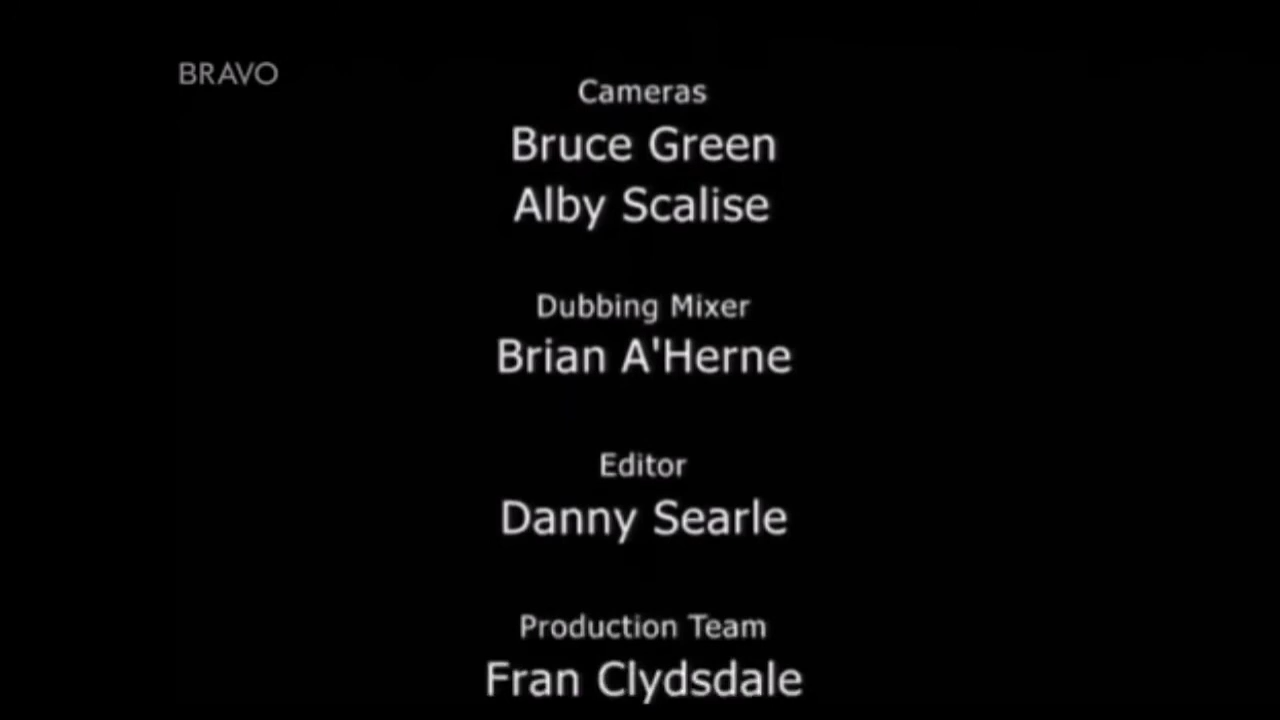 BRAVO
Cameras
Bruce Green
Alby Scalise
Dubbing Mixer
Brian A'Herne
Editor
Danny Searle
Production Team
Fran Clydsdale